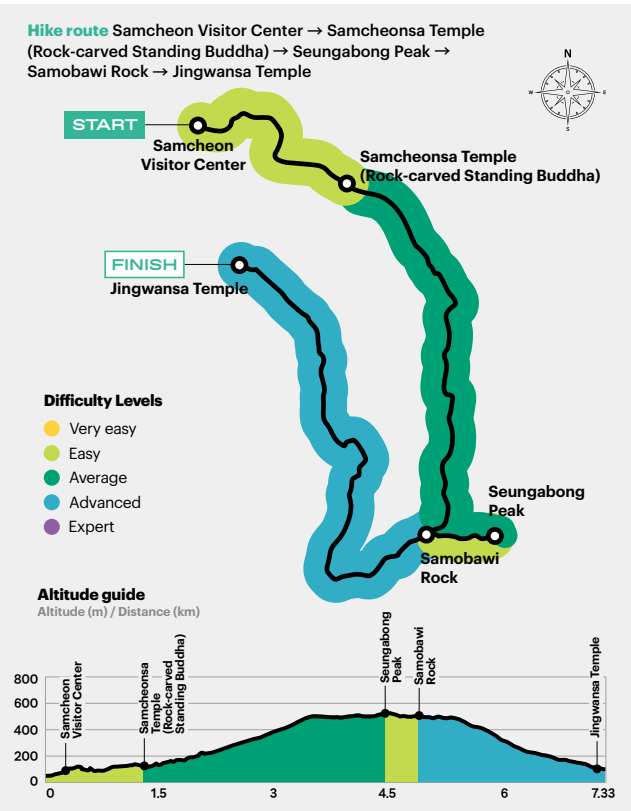 Hike route Samcheon Visitor Center → Samcheonsa Temple
(Rock-carved Standing Buddha) → Seungabong Peak →
Samobawi Rock → Jingwansa Temple
N
W
E
S
START
Samcheon
Visitor Center
Samcheonsa Temple
(Rock-carved Standing Buddha)
FINISH
Jingwansa Temple
Difficulty Levels
Very easy
Easy
Average
Advanced
Expert
Seungabong
Peak
Samobawi
Rock
Altitude guide
Altitude (m) / Distance (km)
800
600
400
200
0
Samcheon
Visitor Center
Samcheonsa
Temple
(Rock-carved
Standing Buddha)
Seungabong
Peak
Samobawi
Rock
Jingwansa Temple
0 1.5 3 4.5 6 7.33